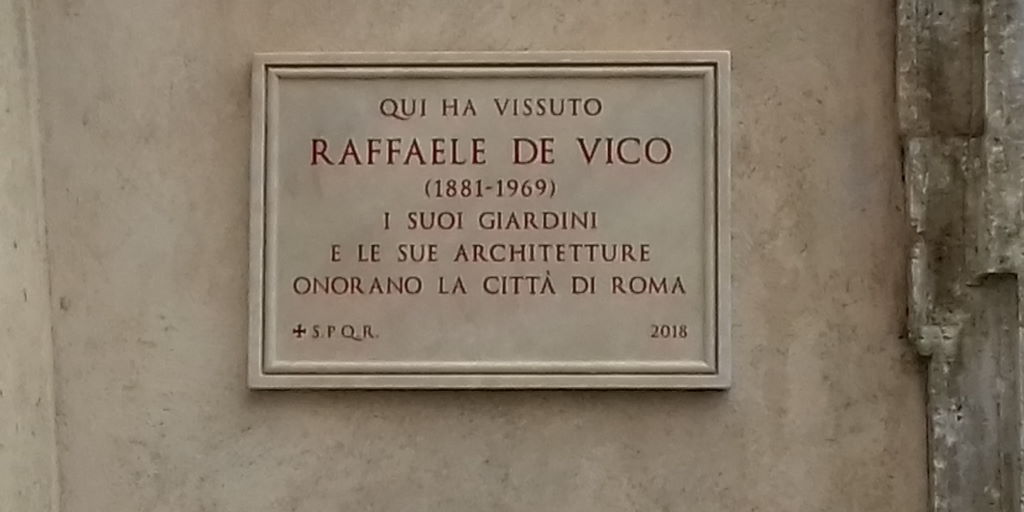 QUI HA VISSUTO
RAFFAELE DE VICO
(1881-1969)
I SUOI GIARDINI
E LE SUE ARCHITETTURE
ONORANO LA CITTÀ DI ROMA
✠ S.P.Q.R. 2018